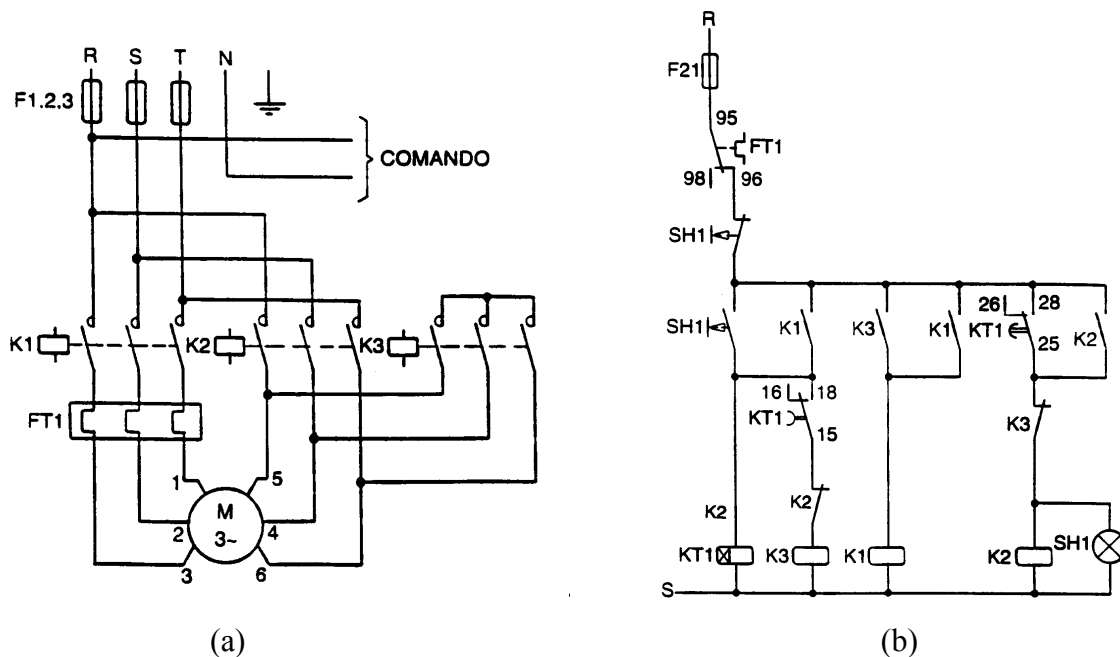 R S T N
F1.2.3
COMANDO
K1 K2 K3
FT1
1 5
M
3~
2 4
3 6
(a)
R
F21
95
FT1
98 96
SH1
SH1 K1 K3 K1 26 28 K2
KT1
25
16 18
KT1
15
K3
K2 K2
KT1 K3 K1 K2 SH1
S
(b)